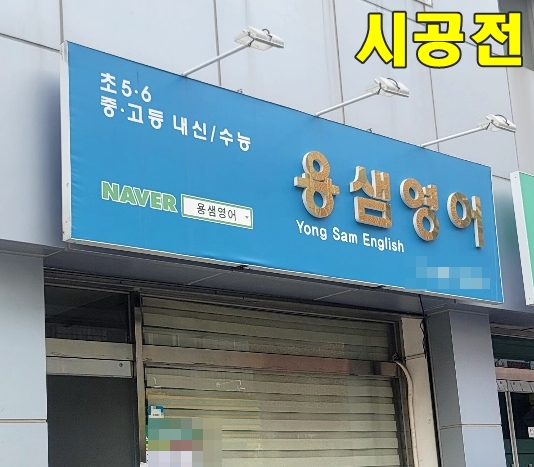 시공전
초5·6
중·고등 내신/수능
용샘영어
NAVER 용샘영어
Yong Sam English